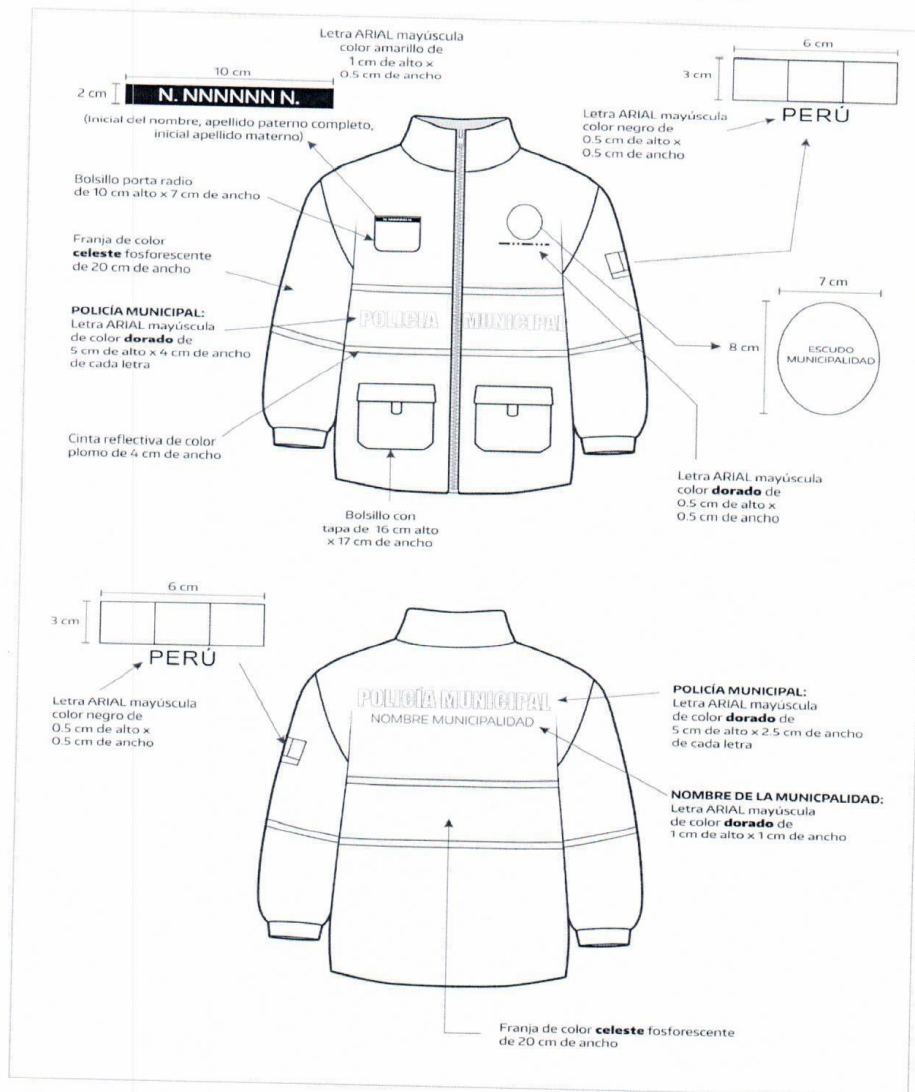 Letra ARIAL mayúscula
color amarillo de
1 cm de alto x
0.5 cm de ancho
10 cm
2 cm
N. NNNNNN N.
(Inicial del nombre, apellido paterno completo,
inicial apellido materno)
6 cm
3 cm
PERÚ
Letra ARIAL mayúscula
color negro de
0.5 cm de alto x
0.5 cm de ancho
Bolsillo porta radio
de 10 cm alto x 7 cm de ancho
N. NNNNNN N.
Franja de color
celeste fosforescente
de 20 cm de ancho
POLICÍA MUNICIPAL:
Letra ARIAL mayúscula
de color dorado de
5 cm de alto x 4 cm de ancho
de cada letra
POLICÍA MUNICIPAL
7 cm
8 cm
ESCUDO
MUNICIPALIDAD
Cinta reflectiva de color
plomo de 4 cm de ancho
Letra ARIAL mayúscula
color dorado de
0.5 cm de alto x
0.5 cm de ancho
Bolsillo con
tapa de 16 cm alto
x 17 cm de ancho
6 cm
3 cm
PERÚ
Letra ARIAL mayúscula
color negro de
0.5 cm de alto x
0.5 cm de ancho
POLICÍA MUNICIPAL
NOMBRE MUNICIPALIDAD
POLICÍA MUNICIPAL:
Letra ARIAL mayúscula
de color dorado de
5 cm de alto x 2.5 cm de ancho
de cada letra
NOMBRE DE LA MUNICPALIDAD:
Letra ARIAL mayúscula
de color dorado de
1 cm de alto x 1 cm de ancho
Franja de color celeste fosforescente
de 20 cm de ancho